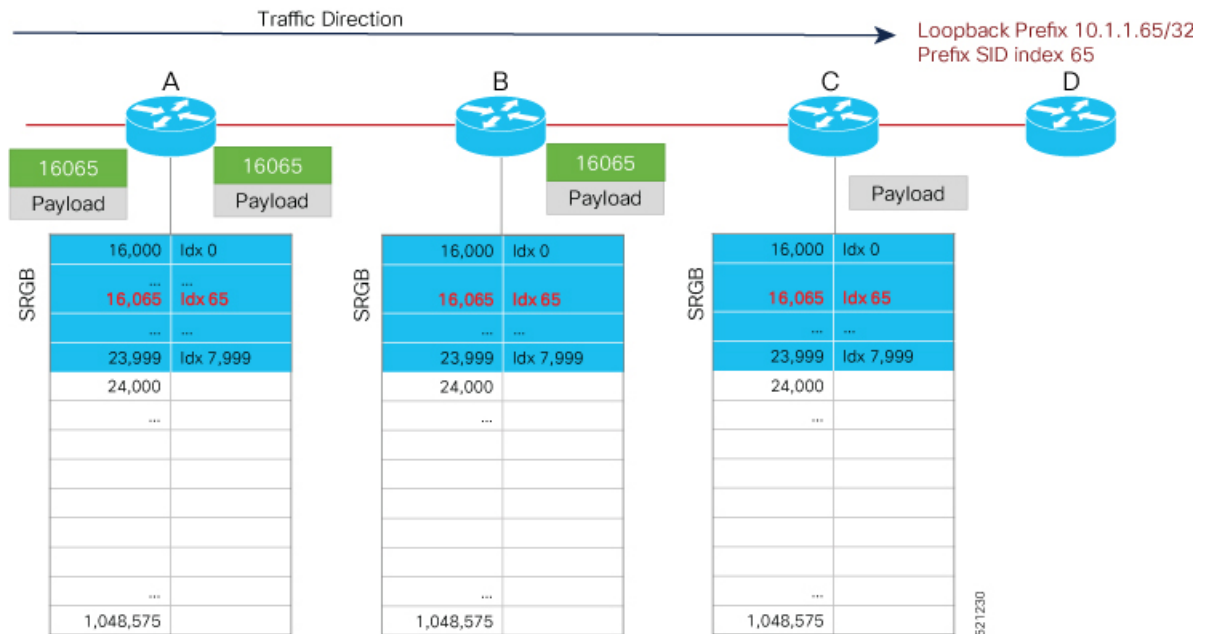 Traffic Direction
Loopback Prefix 10.1.1.65/32
Prefix SID index 65
A
B
C
D
16065
Payload
16065
Payload
16065
Payload
Payload
SRGB
16,000 Idx 0
... ...
16,065 Idx 65
... ...
23,999 Idx 7,999
24,000
...
...
1,048,575
SRGB
16,000 Idx 0
16,065 Idx 65
... ...
23,999 Idx 7,999
24,000
...
...
1,048,575
SRGB
16,000 Idx 0
16,065 Idx 65
... ...
23,999 Idx 7,999
24,000
...
...
1,048,575
521230